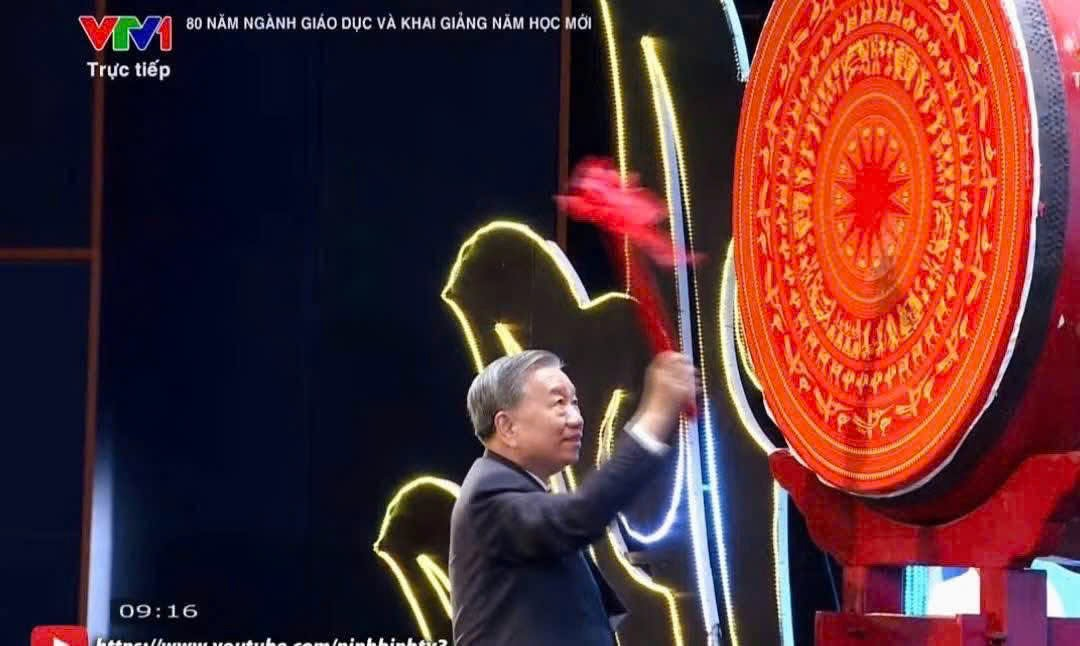 VTV1
80 NĂM NGÀNH GIÁO DỤC VÀ KHAI GIẢNG NĂM HỌC MỚI
Trực tiếp
09:16